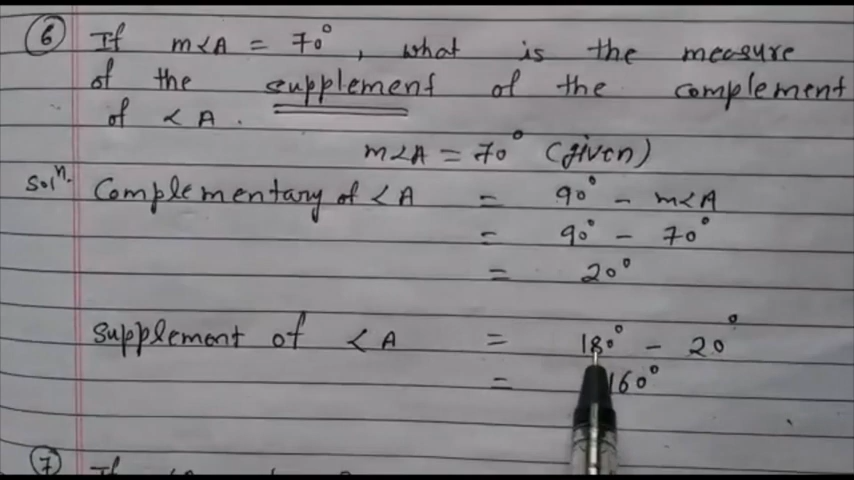 6 If m∠A = 70°, what is the measure
of the supplement of the complement
of ∠A.
m∠A = 70° (given)
Solⁿ. Complementary of ∠A = 90° - m∠A
= 90° - 70°
= 20°
Supplement of ∠A = 180° - 20°
= 160°
7 If